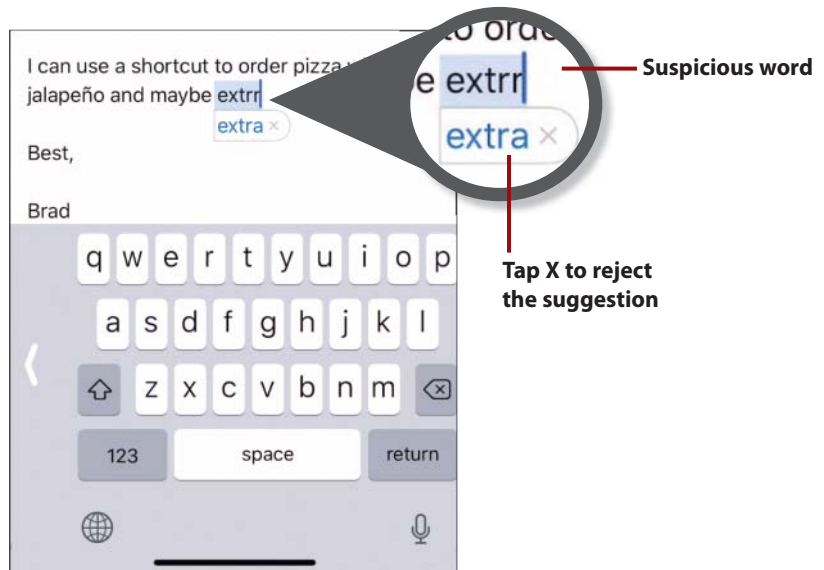 I can use a shortcut to order pizza
jalapeño and maybe extrr
extra ×
Best,
Brad
to orde
e extrr
extra ×
Suspicious word
Tap X to reject
the suggestion
q w e r t y u i o p
a s d f g h j k l
z x c v b n m
123 space return